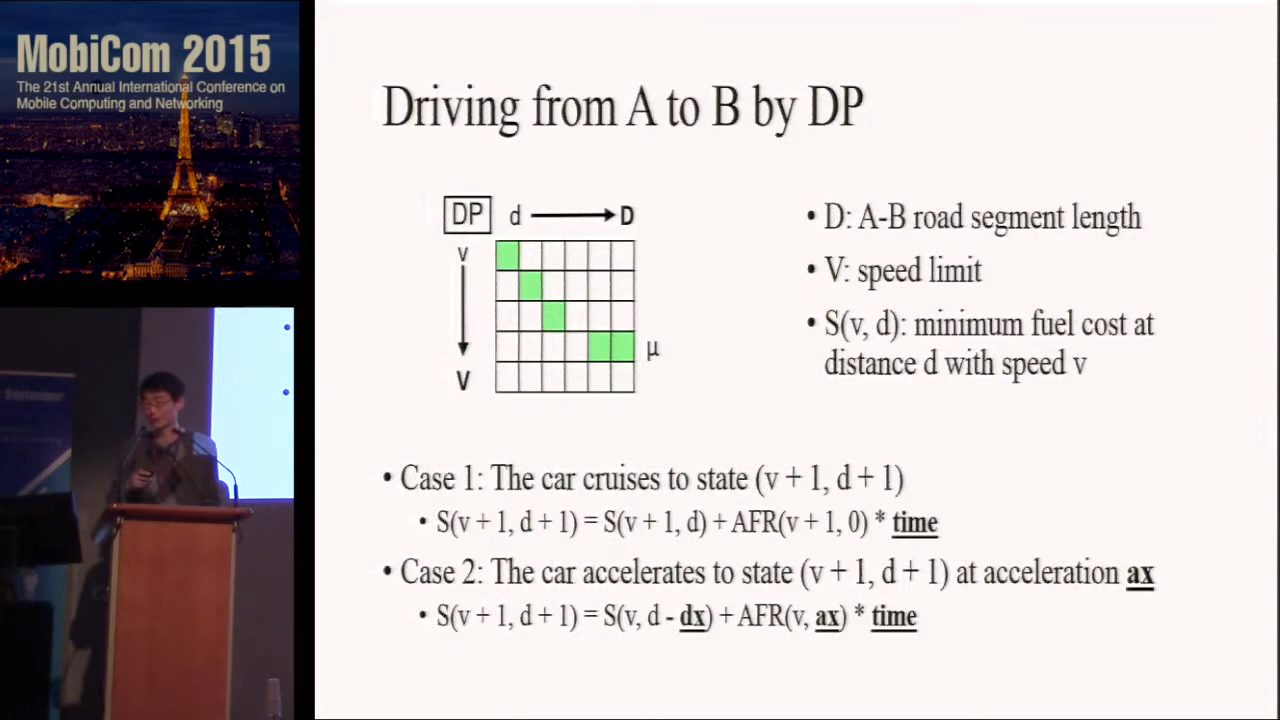 MobiCom 2015
The 21st Annual International Conference on
Mobile Computing and Networking
Driving from A to B by DP
DP d D
v
V
μ
• D: A-B road segment length
• V: speed limit
• S(v, d): minimum fuel cost at
distance d with speed v
• Case 1: The car cruises to state (v + 1, d + 1)
• S(v + 1, d + 1) = S(v + 1, d) + AFR(v + 1, 0) * time
• Case 2: The car accelerates to state (v + 1, d + 1) at acceleration ax
• S(v + 1, d + 1) = S(v, d - dx) + AFR(v, ax) * time